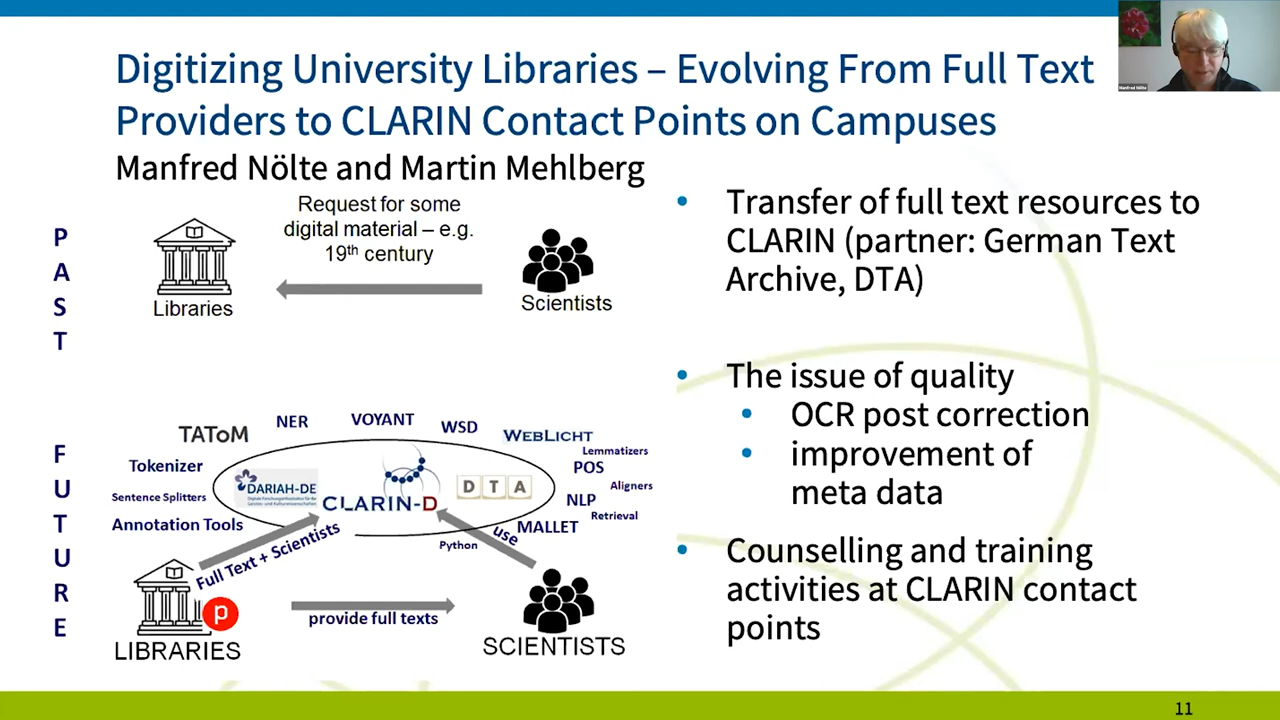 Digitizing University Libraries – Evolving From Full Text
Providers to CLARIN Contact Points on Campuses
Manfred Nölte and Martin Mehlberg
Manfred Nölte
PAST
Request for some
digital material – e.g.
19th century
Libraries
Scientists
FUTURE
TAToM
NER
VOYANT
WSD
WEBLICHT
Lemmatizers
Tokenizer
POS
Sentence Splitters
Aligners
DARIAH-DE
CLARIN-D
DTA
NLP
Retrieval
Annotation Tools
MALLET
Python
Full Text + Scientists
use
p
provide full texts
LIBRARIES
SCIENTISTS
• Transfer of full text resources to
CLARIN (partner: German Text
Archive, DTA)
• The issue of quality
• OCR post correction
• improvement of
meta data
• Counselling and training
activities at CLARIN contact
points
11